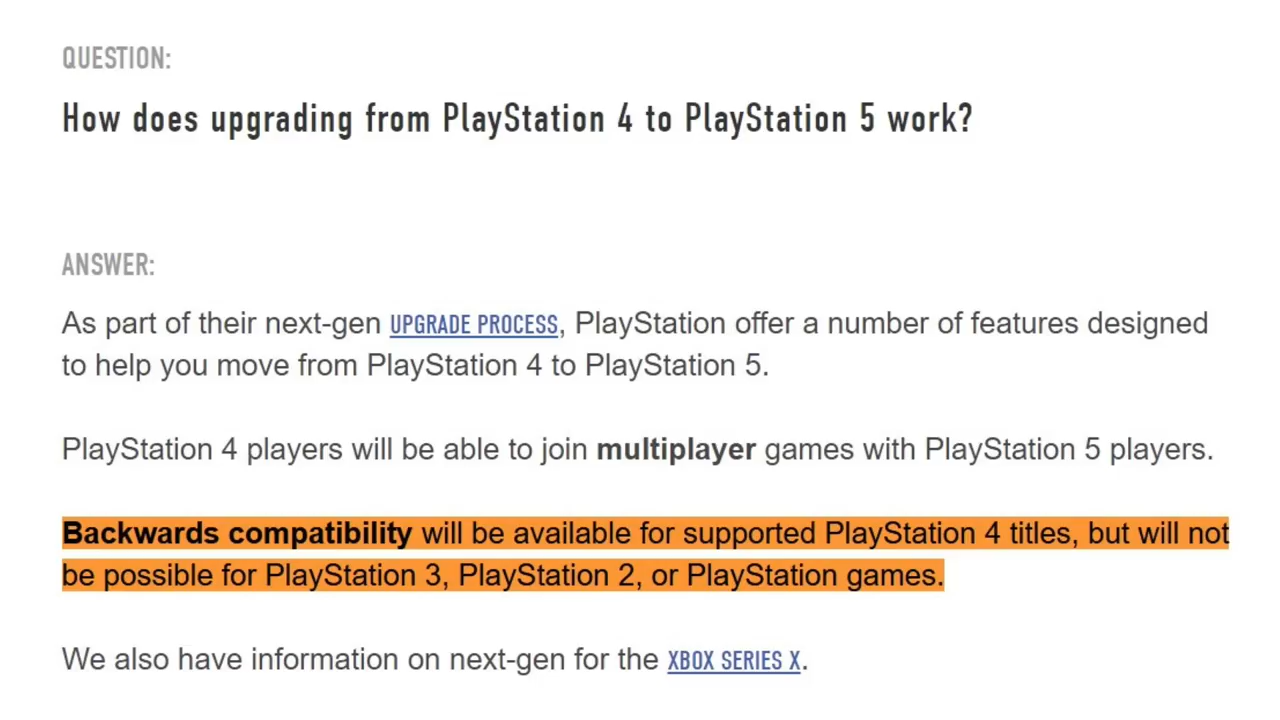 QUESTION:
How does upgrading from PlayStation 4 to PlayStation 5 work?
ANSWER:
As part of their next-gen UPGRADE PROCESS, PlayStation offer a number of features designed
to help you move from PlayStation 4 to PlayStation 5.
PlayStation 4 players will be able to join multiplayer games with PlayStation 5 players.
Backwards compatibility will be available for supported PlayStation 4 titles, but will not
be possible for PlayStation 3, PlayStation 2, or PlayStation games.
We also have information on next-gen for the XBOX SERIES X.